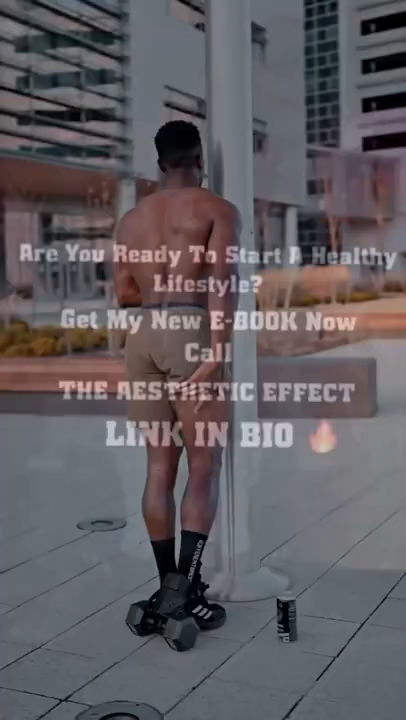 Are You Ready To Start A Healthy
Lifestyle?
Get My New E-BOOK Now
Call
THE AESTHETIC EFFECT
LINK IN BIO 🔥